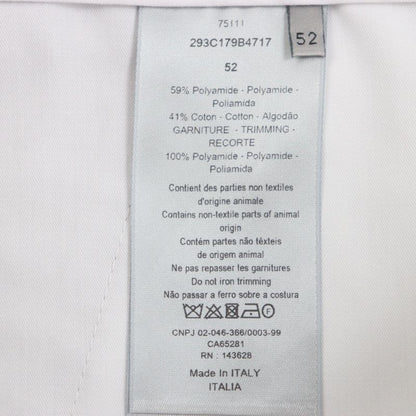 75111
293C179B4717
52
52
59% Polyamide - Polyamide -
Poliamida
41% Coton - Cotton - Algodão
GARNITURE - TRIMMING -
RECORTE
100% Polyamide - Polyamide -
Poliamida
Contient des parties non textiles
d'origine animale
Contains non-textile parts of animal
origin
Contém partes não têxteis
de origem animal
Ne pas repasser les garnitures
Do not iron trimming
Não passar a ferro sobre a costura
CNPJ 02-046-366/0003-99
CA65281
RN : 143628
Made in ITALY
ITALIA